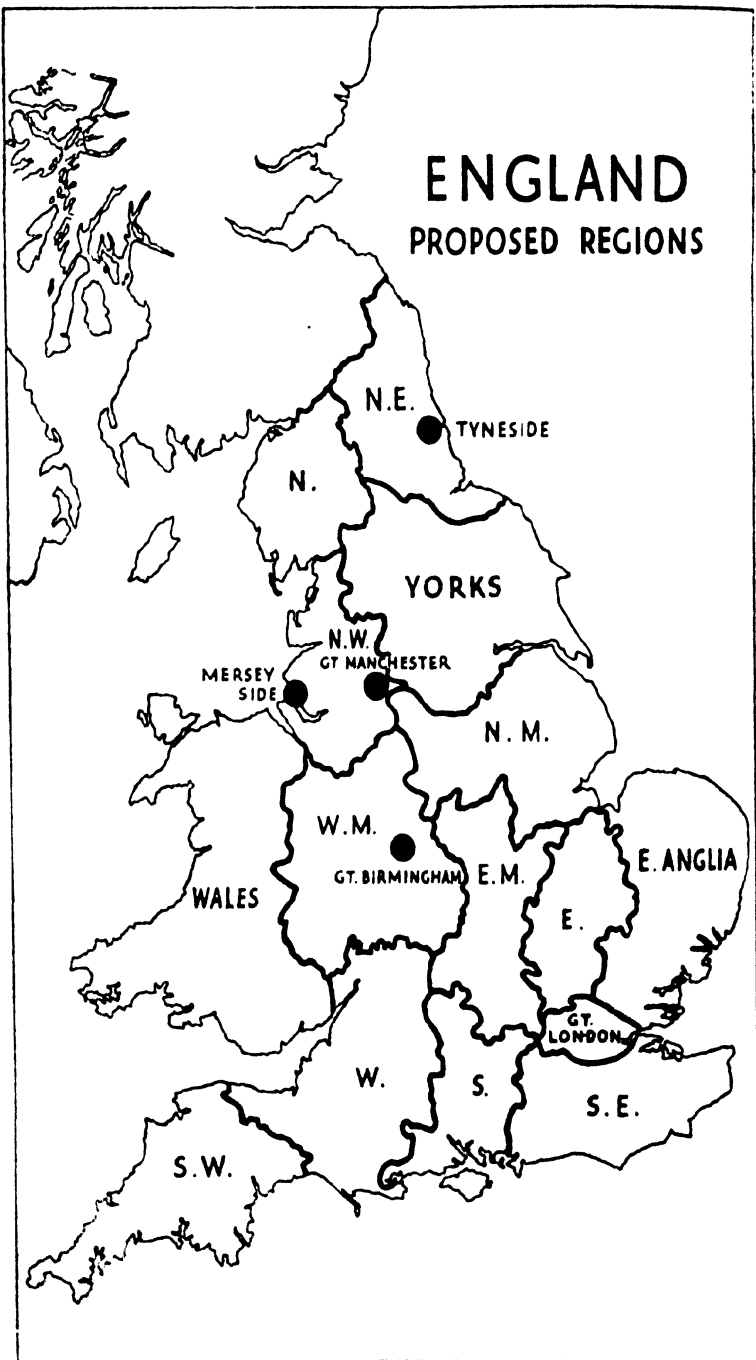 ENGLAND
PROPOSED REGIONS
N.E.
TYNESIDE
N.
YORKS
N.W.
GT MANCHESTER
MERSEY
SIDE
N. M.
W.M.
GT. BIRMINGHAM
E.M.
E. ANGLIA
WALES
E.
GT.
LONDON
W.
S.
S.E.
S.W.